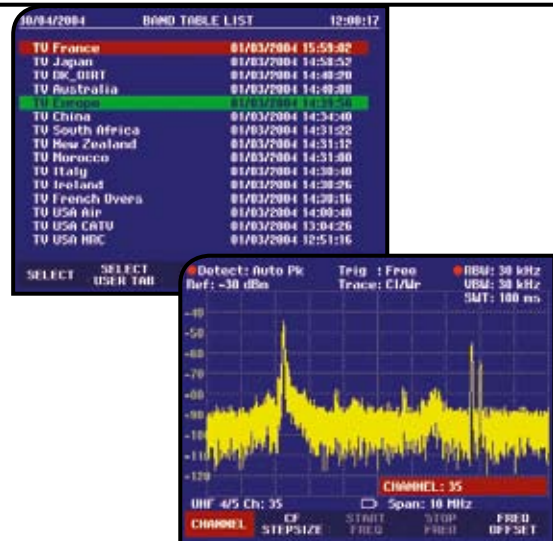 30/04/2004 BAND TABLE LIST 12:00:17
TV France 01/03/2004 15:59:02
TV Japan 01/03/2004 14:58:52
TV DK_OIRT 01/03/2004 14:40:20
TV Australia 01/03/2004 14:40:08
TV Europe 01/03/2004 14:39:50
TV China 01/03/2004 14:34:40
TV South Africa 01/03/2004 14:31:22
TV New Zealand 01/03/2004 14:31:12
TV Morocco 01/03/2004 14:31:00
TV Italy 01/03/2004 14:30:40
TV Ireland 01/03/2004 14:30:26
TV French Overs 01/03/2004 14:30:16
TV USA Air 01/03/2004 14:00:40
TV USA CATV 01/03/2004 13:04:26
TV USA HRC 01/03/2004 12:51:16
SELECT
SELECT
USER TAB
Detect: Auto Pk Trig : Free RBW: 30 kHz
Ref: -30 dBm Trace: Cl/Wr VBW: 30 kHz
SWT: 100 ms
-40
-50
-60
-70
-80
-90
-100
-110
-120
CHANNEL: 35
UHF 4/5 Ch: 35 Span: 10 MHz
CHANNEL
CF
STEPSIZE
START
FREQ
STOP
FREQ
FREQ
OFFSET